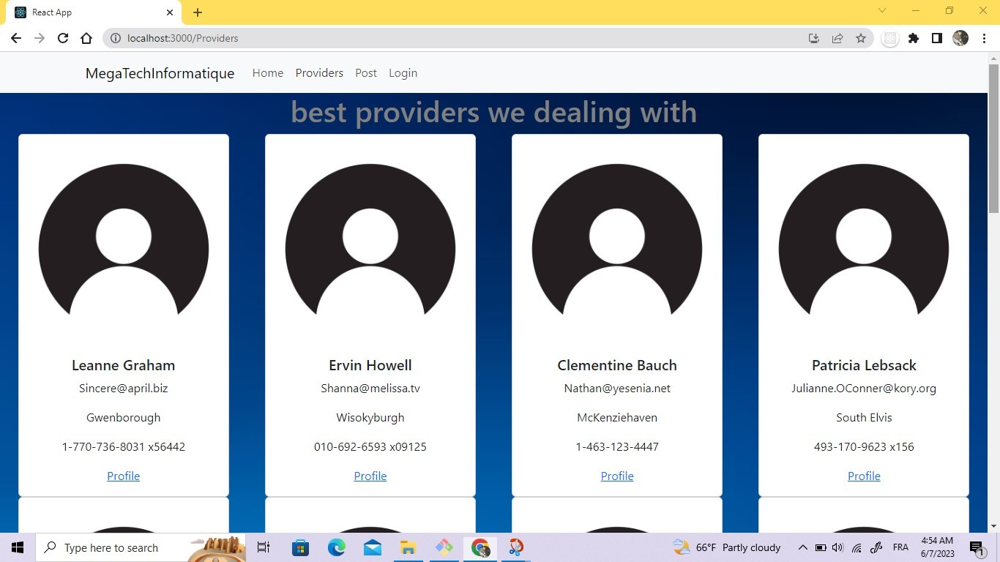 React App
localhost:3000/Providers
MegaTechInformatique Home Providers Post Login
best providers we dealing with
Leanne Graham
Sincere@april.biz
Gwenborough
1-770-736-8031 x56442
Profile
Ervin Howell
Shanna@melissa.tv
Wisokyburgh
010-692-6593 x09125
Profile
Clementine Bauch
Nathan@yesenia.net
McKenziehaven
1-463-123-4447
Profile
Patricia Lebsack
Julianne.OConner@kory.org
South Elvis
493-170-9623 x156
Profile
Type here to search
66°F Partly cloudy
FRA
4:54 AM
6/7/2023
1